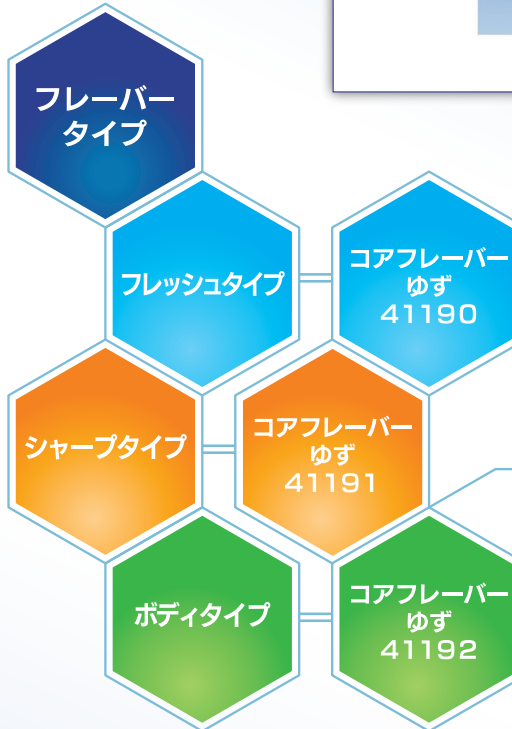 フレーバー
タイプ
フレッシュタイプ
コアフレーバー
ゆず
41190
シャープタイプ
コアフレーバー
ゆず
41191
ボディタイプ
コアフレーバー
ゆず
41192